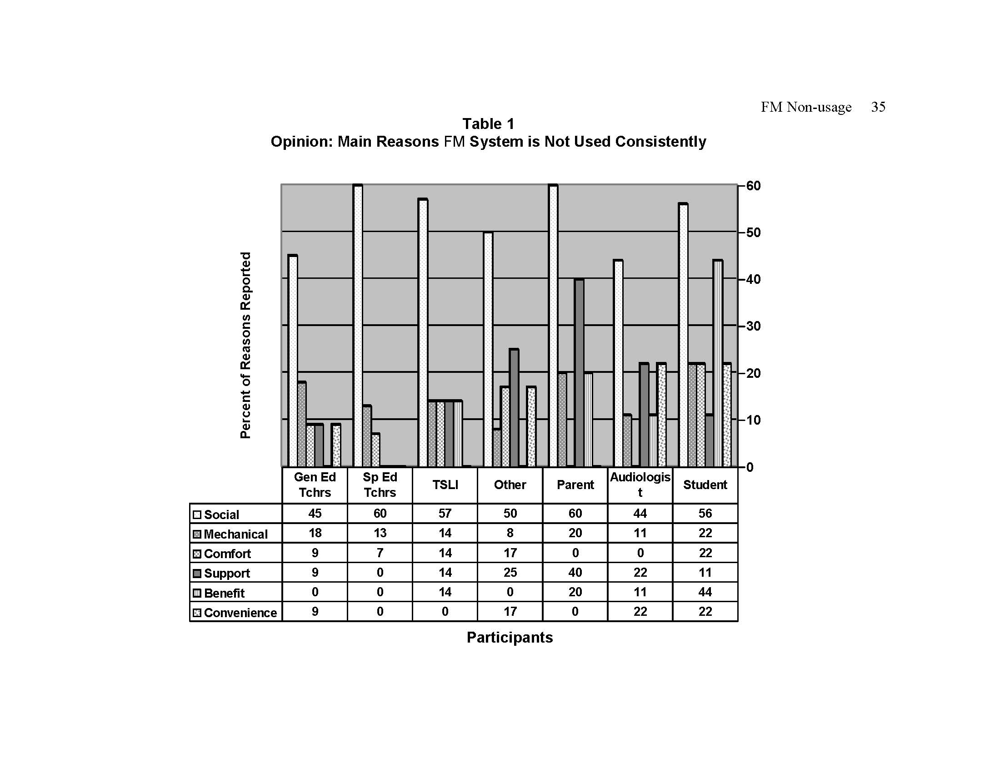 FM Non-usage 35
Table 1
Opinion: Main Reasons FM System is Not Used Consistently
60
50
40
30
20
10
0
Percent of Reasons Reported
Gen Ed Tchrs Sp Ed Tchrs TSLI Other Parent Audiologist Student
Social 45 60 57 50 60 44 56
Mechanical 18 13 14 8 20 11 22
Comfort 9 7 14 17 0 0 22
Support 9 0 14 25 40 22 11
Benefit 0 0 14 0 20 11 44
Convenience 9 0 0 17 0 22 22
Participants